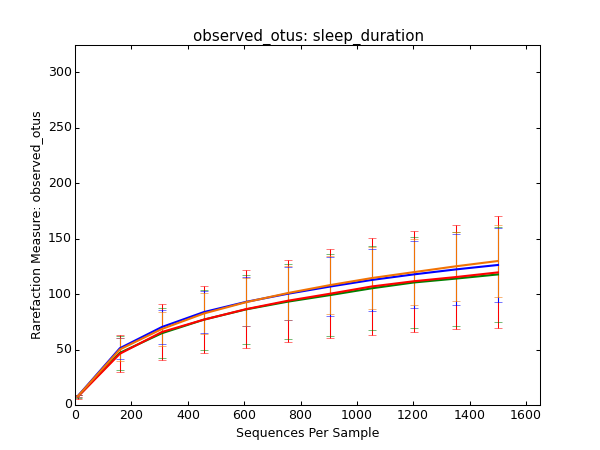 observed_otus: sleep_duration
Rarefaction Measure: observed_otus
300
250
200
150
100
50
0
0 200 400 600 800 1000 1200 1400 1600
Sequences Per Sample